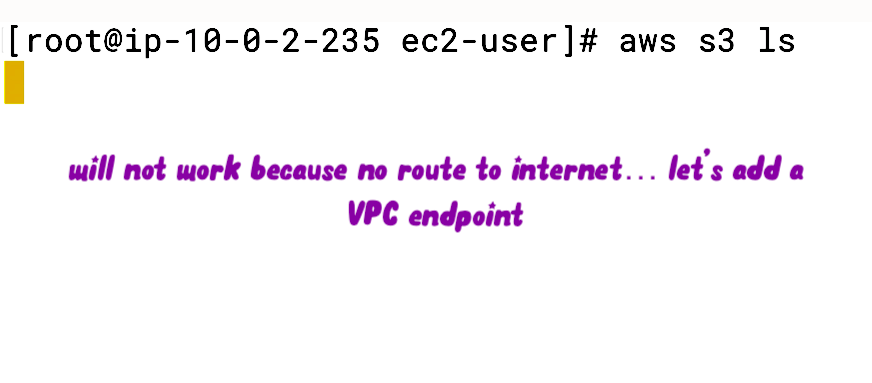 [root@ip-10-0-2-235 ec2-user]# aws s3 ls
will not work because no route to internet... let's add a
VPC endpoint